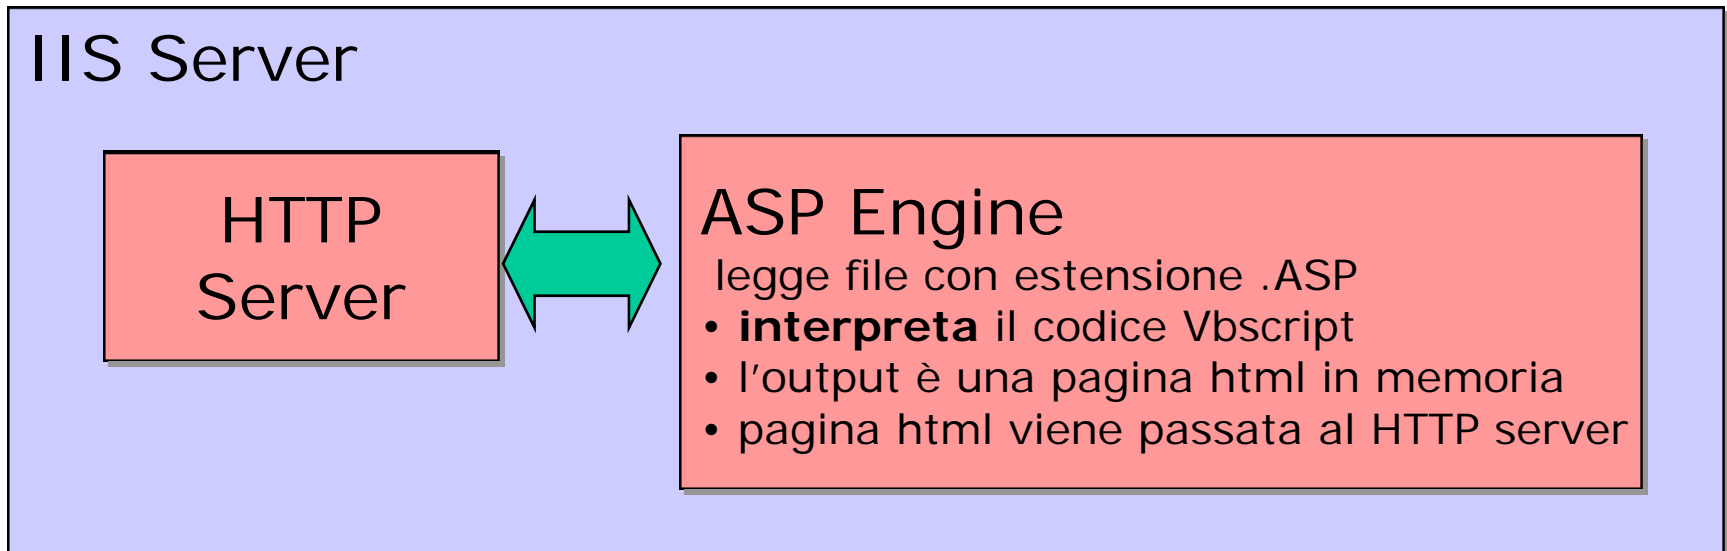 IIS Server
HTTP
Server
ASP Engine
legge file con estensione .ASP
• interpreta il codice Vbscript
• l'output è una pagina html in memoria
• pagina html viene passata al HTTP server